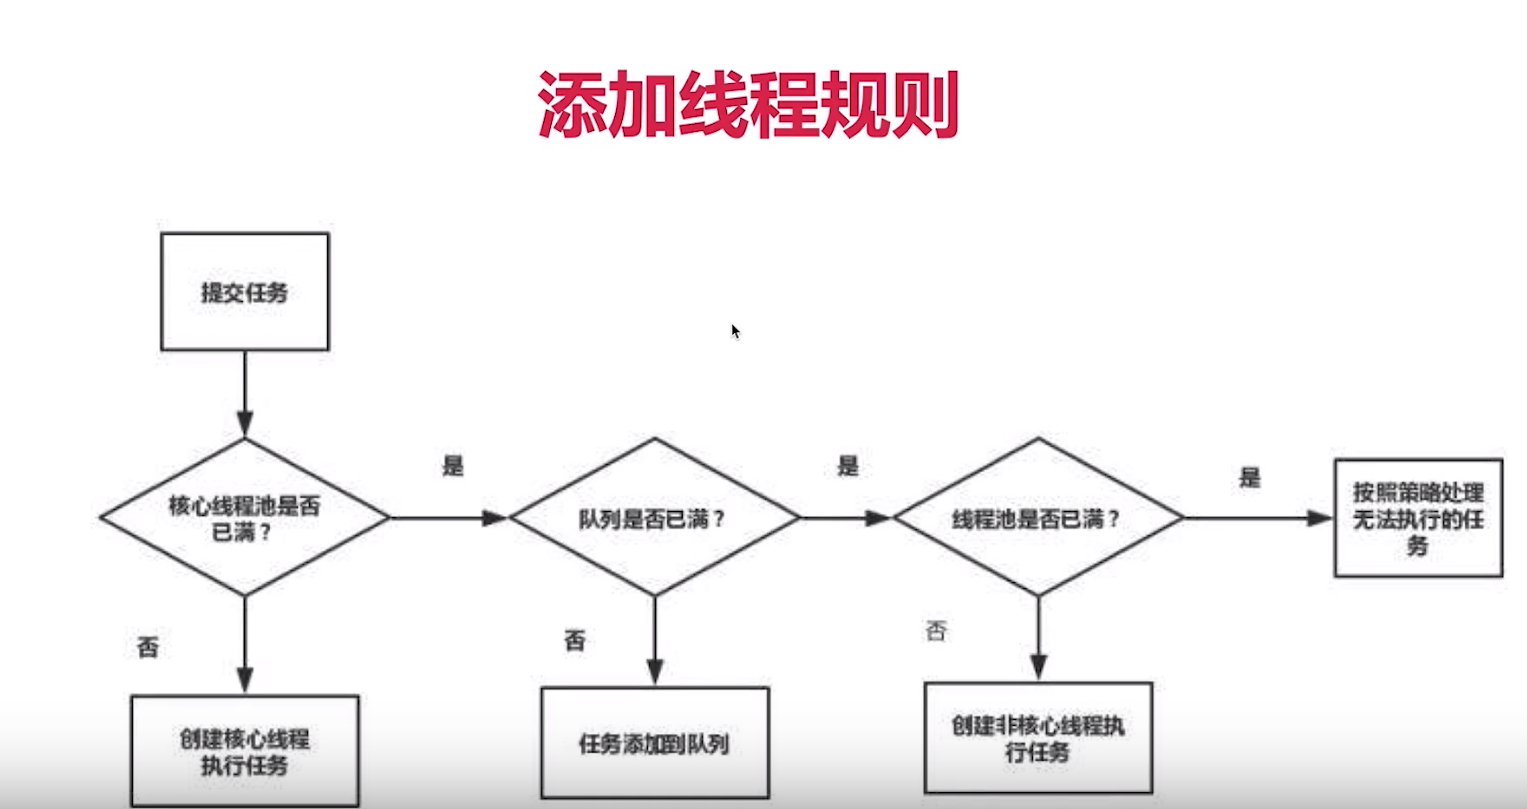 添加线程规则
提交任务
核心线程池是否
已满？
是
队列是否已满？
是
线程池是否已满？
是
按照策略处理
无法执行的任
务
否
创建核心线程
执行任务
否
任务添加到队列
否
创建非核心线程执
行任务